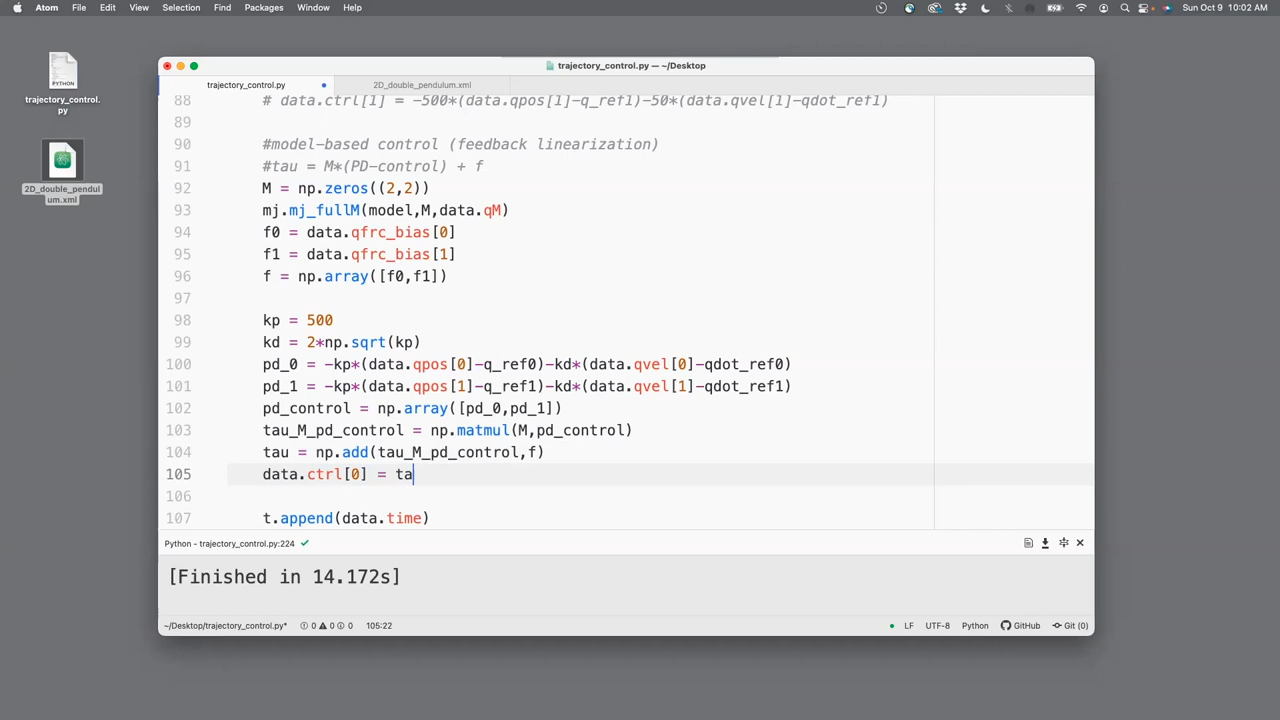 Atom File Edit View Selection Find Packages Window Help Sun Oct 9 10:02 AM
PYTHON
trajectory_control.
py
2D_double_pendul
um.xml
trajectory_control.py — ~/Desktop
trajectory_control.py 2D_double_pendulum.xml
88 # data.ctrl[1] = -500*(data.qpos[1]-q_ref1)-50*(data.qvel[1]-qdot_ref1)
89
90 #model-based control (feedback linearization)
91 #tau = M*(PD-control) + f
92 M = np.zeros((2,2))
93 mj.mj_fullM(model,M,data.qM)
94 f0 = data.qfrc_bias[0]
95 f1 = data.qfrc_bias[1]
96 f = np.array([f0,f1])
97
98 kp = 500
99 kd = 2*np.sqrt(kp)
100 pd_0 = -kp*(data.qpos[0]-q_ref0)-kd*(data.qvel[0]-qdot_ref0)
101 pd_1 = -kp*(data.qpos[1]-q_ref1)-kd*(data.qvel[1]-qdot_ref1)
102 pd_control = np.array([pd_0,pd_1])
103 tau_M_pd_control = np.matmul(M,pd_control)
104 tau = np.add(tau_M_pd_control,f)
105 data.ctrl[0] = ta
106
107 t.append(data.time)
Python - trajectory_control.py:224
[Finished in 14.172s]
~/Desktop/trajectory_control.py* 0 0 0 105:22 LF UTF-8 Python GitHub Git (0)